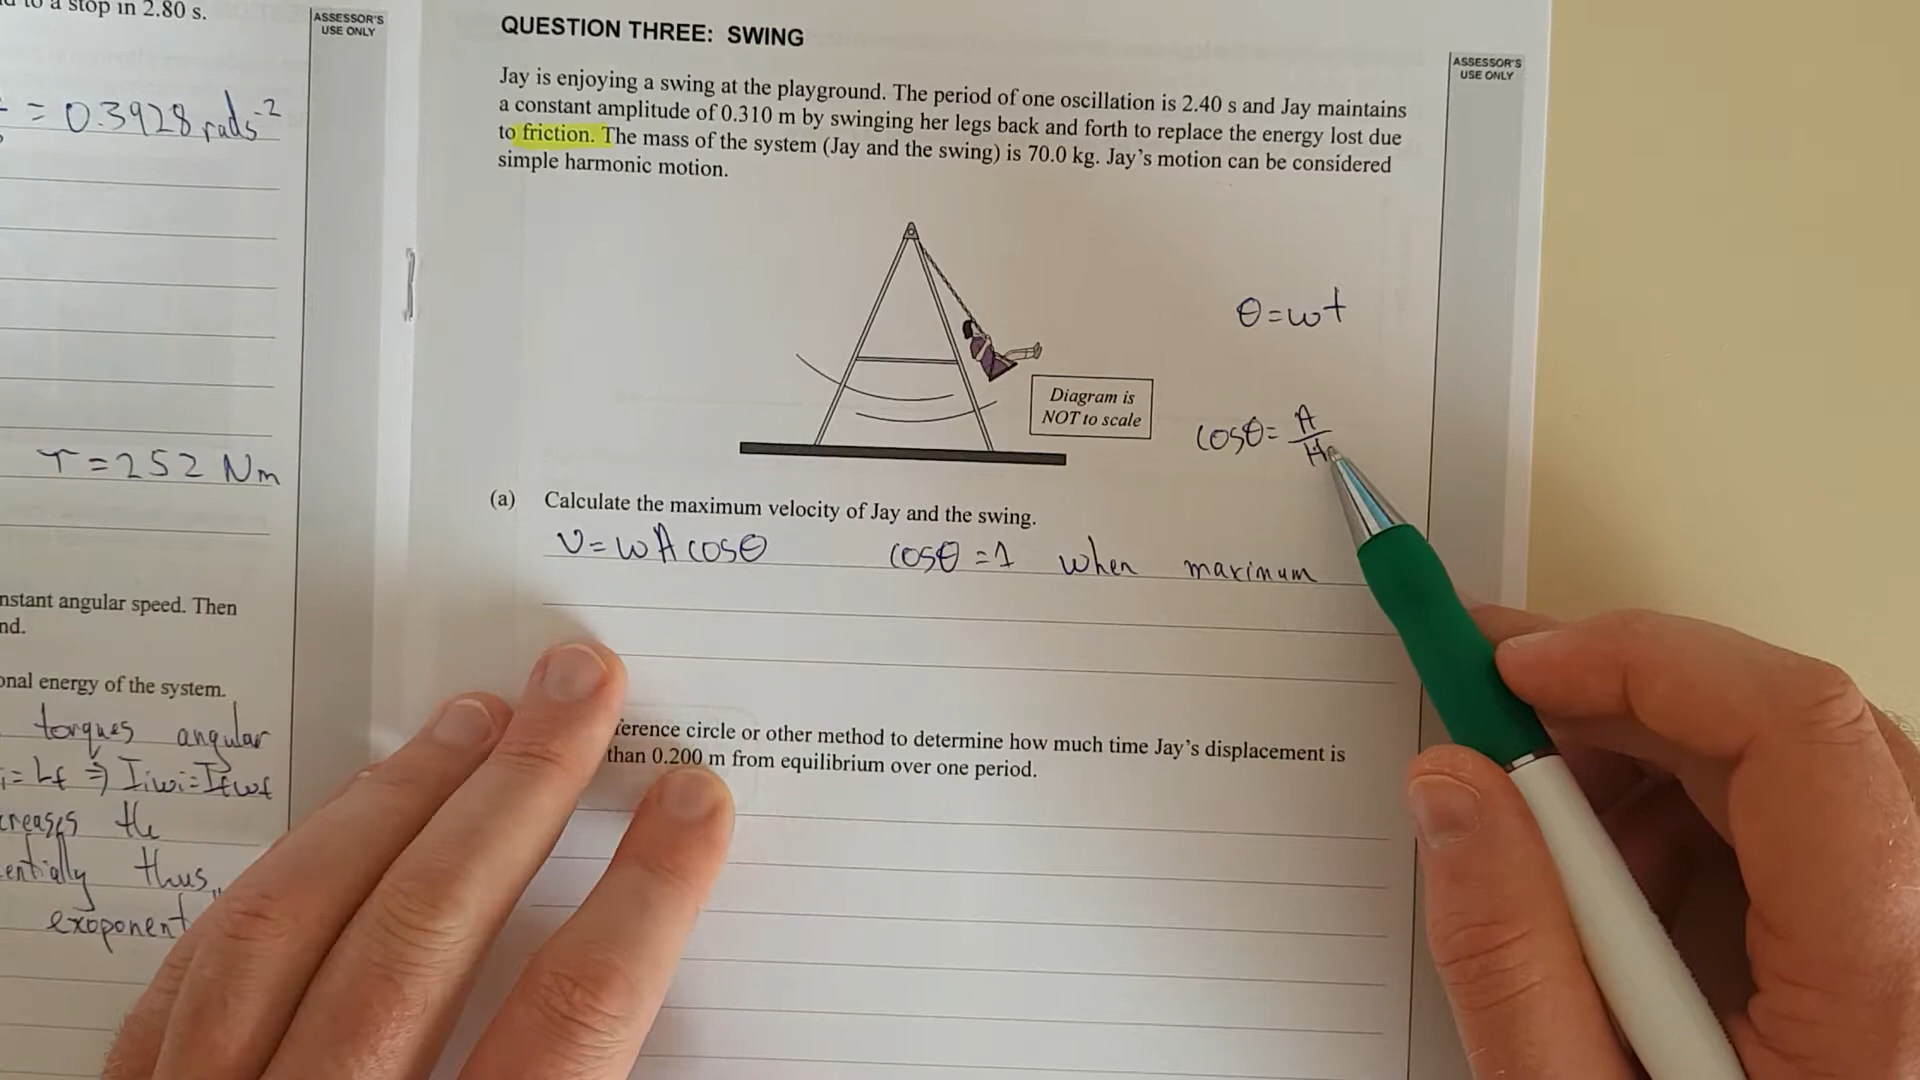 d to a stop in 2.80 s.
ASSESSOR'S
USE ONLY
= 0.3928 rads⁻²
T = 252 Nm
nstant angular speed. Then
nd.
onal energy of the system.
torques angular
i = Lf ⇒ Iiwi = Ifwf
creases the
entially thus,
exoponent
QUESTION THREE: SWING
ASSESSOR'S
USE ONLY
Jay is enjoying a swing at the playground. The period of one oscillation is 2.40 s and Jay maintains
a constant amplitude of 0.310 m by swinging her legs back and forth to replace the energy lost due
to friction. The mass of the system (Jay and the swing) is 70.0 kg. Jay's motion can be considered
simple harmonic motion.
θ = wt
Diagram is
NOT to scale
cosθ = A/H
(a) Calculate the maximum velocity of Jay and the swing.
v = wA cosθ cosθ = 1 when marimum
ference circle or other method to determine how much time Jay's displacement is
than 0.200 m from equilibrium over one period.